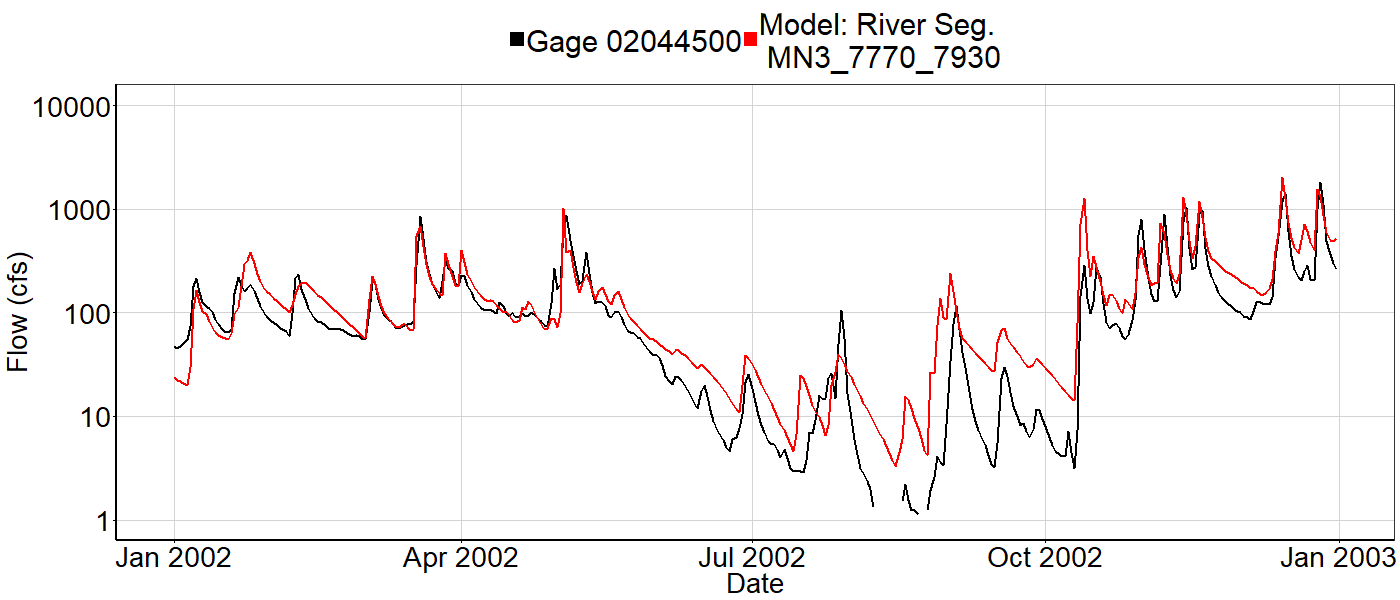 Gage 02044500
Model: River Seg.
MN3_7770_7930
10000
1000
100
10
1
Flow (cfs)
Jan 2002
Apr 2002
Jul 2002
Oct 2002
Jan 2003
Date